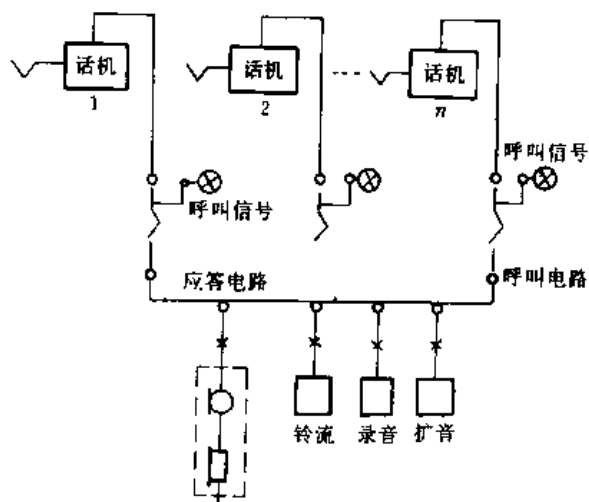 话机 话机 话机
1 2 n
呼叫信号
呼叫信号
应答电路 呼叫电路
铃流 录音 扩音